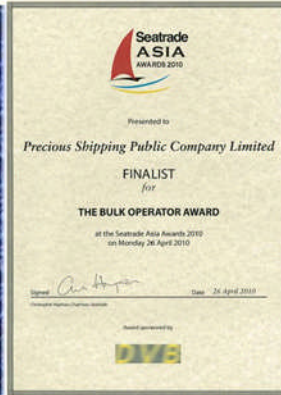 Seatrade
ASIA
AWARDS 2010
Presented to
Precious Shipping Public Company Limited
FINALIST
for
THE BULK OPERATOR AWARD
at the Seatrade Asia Awards 2010
on Monday 26 April 2010
Signed
Date 26 April 2010
Award sponsored by
DVB